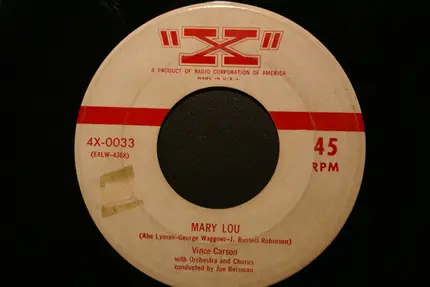 "X"
A PRODUCT OF RADIO CORPORATION OF AMERICA
MADE IN U.S.A.
4X-0033
(E4LW-4368)
45
RPM
MARY LOU
(Abe Lyman-George Waggner-J. Russell Robinson)
Vince Carson
with Orchestra and Chorus
conducted by Joe Reisman